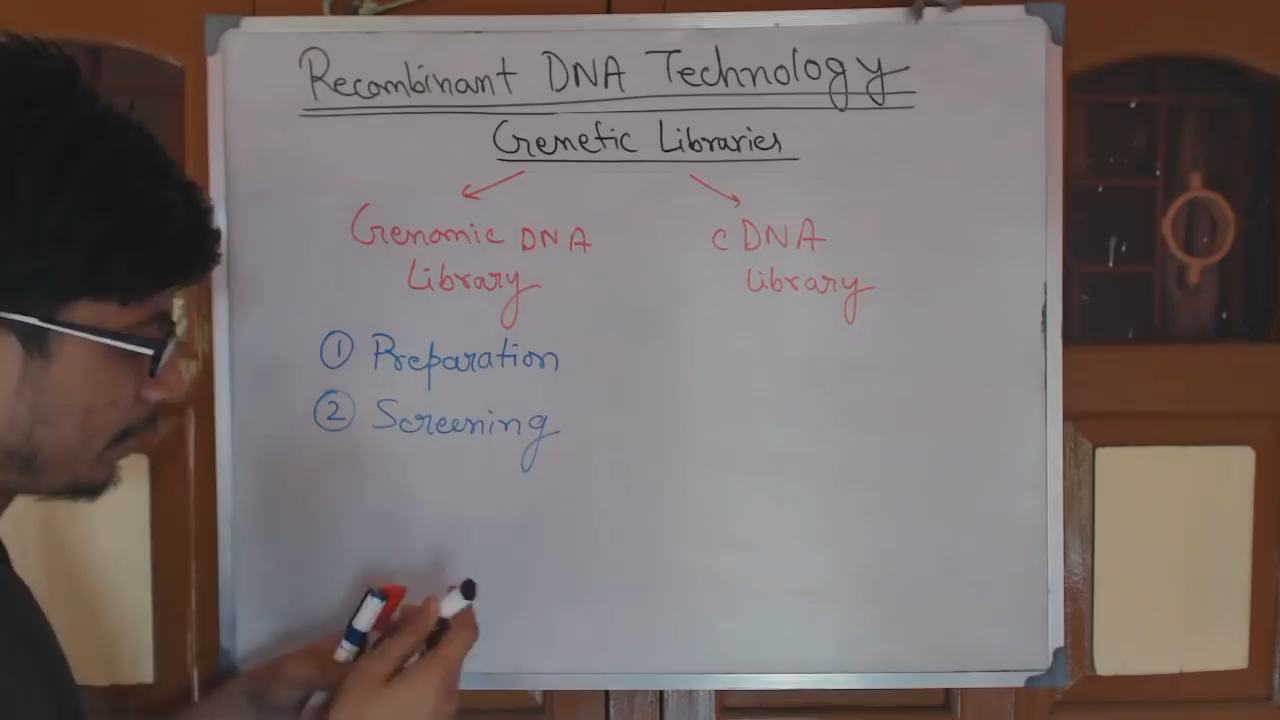 Recombinant DNA Technology
Genetic Libraries
Genomic DNA
Library
cDNA
library
① Preparation
② Screening